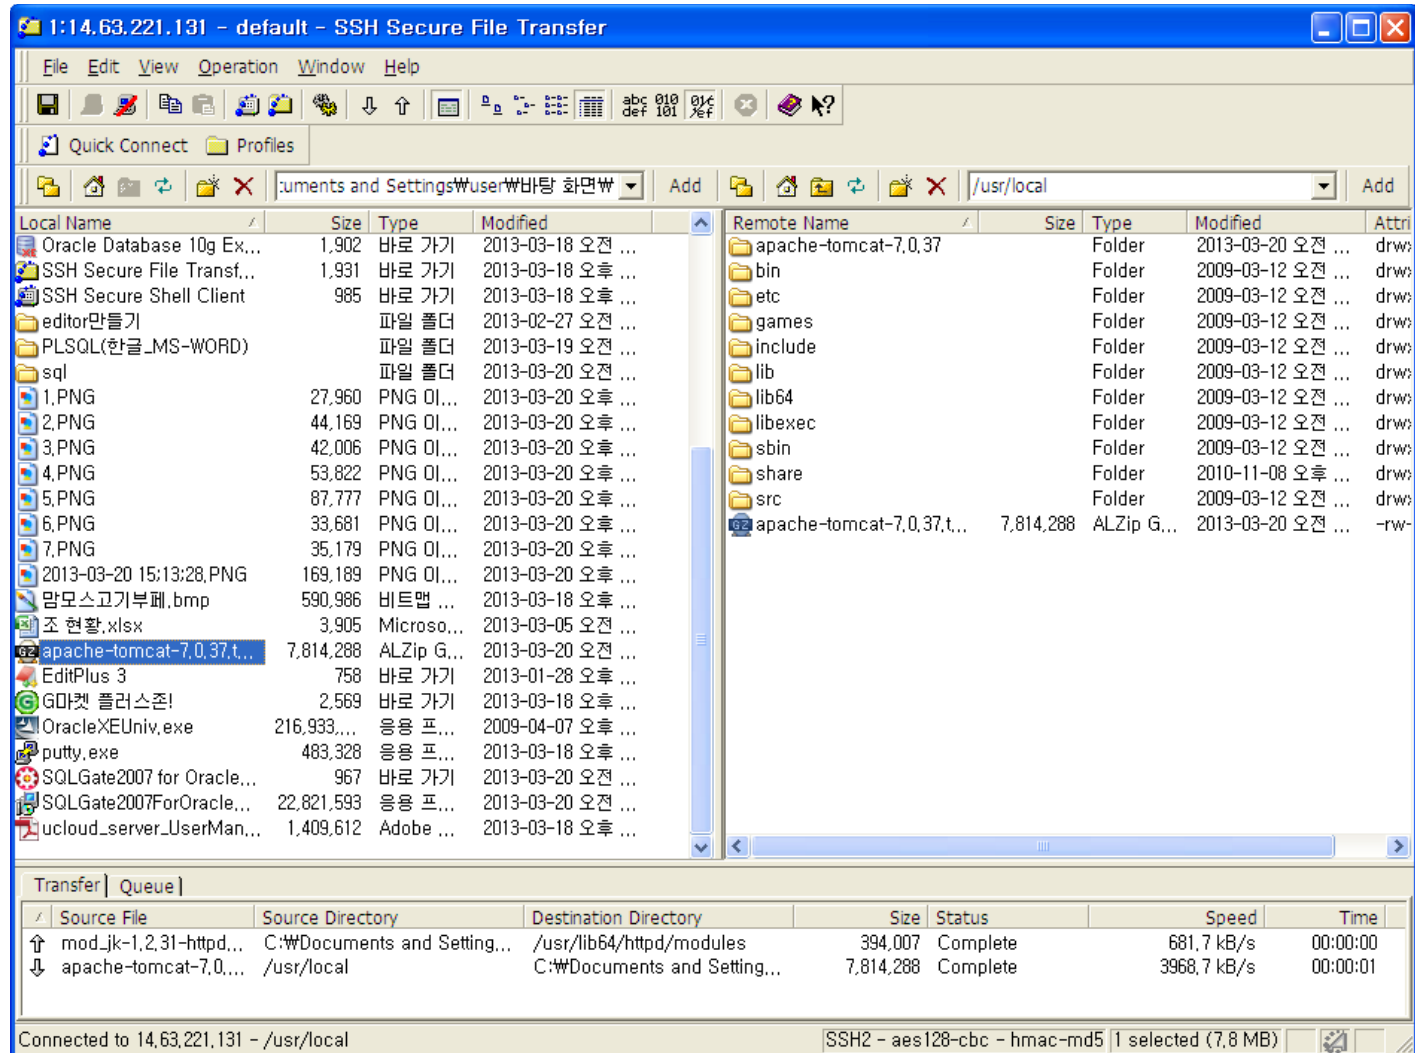 1:14.63.221.131 - default - SSH Secure File Transfer
File Edit View Operation Window Help
abc def 010 101
Quick Connect Profiles
:uments and Settings₩user₩바탕 화면₩ Add /usr/local Add
Local Name Size Type Modified
Oracle Database 10g Ex... 1,902 바로 가기 2013-03-18 오전 ...
SSH Secure File Transf... 1,931 바로 가기 2013-03-18 오후 ...
SSH Secure Shell Client 985 바로 가기 2013-03-18 오후 ...
editor만들기 파일 폴더 2013-02-27 오전 ...
PLSQL(한글_MS-WORD) 파일 폴더 2013-03-19 오전 ...
sql 파일 폴더 2013-03-20 오전 ...
1.PNG 27,960 PNG 이... 2013-03-20 오후 ...
2.PNG 44,169 PNG 이... 2013-03-20 오후 ...
3.PNG 42,006 PNG 이... 2013-03-20 오후 ...
4.PNG 53,822 PNG 이... 2013-03-20 오후 ...
5.PNG 87,777 PNG 이... 2013-03-20 오후 ...
6.PNG 33,681 PNG 이... 2013-03-20 오후 ...
7.PNG 35,179 PNG 이... 2013-03-20 오후 ...
2013-03-20 15;13;28.PNG 169,189 PNG 이... 2013-03-20 오후 ...
맘모스고기부페.bmp 590,986 비트맵 ... 2013-03-18 오후 ...
조 현황.xlsx 3,905 Microso... 2013-03-05 오전 ...
apache-tomcat-7.0.37.t... 7,814,288 ALZip G... 2013-03-20 오전 ...
EditPlus 3 758 바로 가기 2013-01-28 오후 ...
G마켓 플러스존! 2,569 바로 가기 2013-03-18 오후 ...
OracleXEUniv.exe 216,933,... 응용 프... 2009-04-07 오후 ...
putty.exe 483,328 응용 프... 2013-03-18 오후 ...
SQLGate2007 for Oracle... 967 바로 가기 2013-03-20 오전 ...
SQLGate2007ForOracle... 22,821,593 응용 프... 2013-03-20 오전 ...
ucloud_server_UserMan... 1,409,612 Adobe ... 2013-03-18 오후 ...
Remote Name Size Type Modified Attri
apache-tomcat-7.0.37 Folder 2013-03-20 오전 ... drw
bin Folder 2009-03-12 오전 ... drw
etc Folder 2009-03-12 오전 ... drw
games Folder 2009-03-12 오전 ... drw
include Folder 2009-03-12 오전 ... drw
lib Folder 2009-03-12 오전 ... drw
lib64 Folder 2009-03-12 오전 ... drw
libexec Folder 2009-03-12 오전 ... drw
sbin Folder 2009-03-12 오전 ... drw
share Folder 2010-11-08 오후 ... drw
src Folder 2009-03-12 오전 ... drw
apache-tomcat-7.0.37.t... 7,814,288 ALZip G... 2013-03-20 오전 ... -rw-
Transfer Queue
Source File Source Directory Destination Directory Size Status Speed Time
mod_jk-1.2.31-httpd... C:₩Documents and Setting... /usr/lib64/httpd/modules 394,007 Complete 681.7 kB/s 00:00:00
apache-tomcat-7.0.... /usr/local C:₩Documents and Setting... 7,814,288 Complete 3968.7 kB/s 00:00:01
Connected to 14.63.221.131 - /usr/local SSH2 - aes128-cbc - hmac-md5 1 selected (7.8 MB)